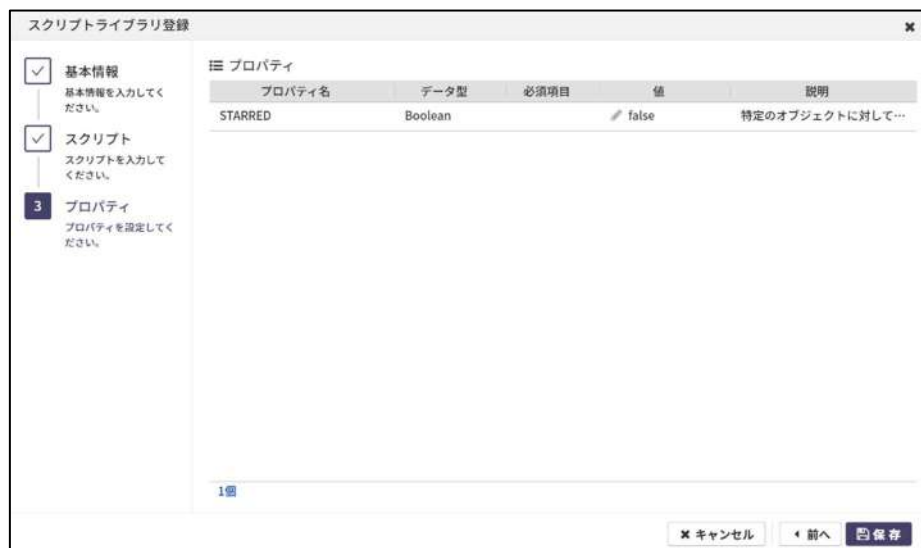 スクリプトライブラリ登録
基本情報
基本情報を入力してく
ださい。
スクリプト
スクリプトを入力して
ください。
3
プロパティ
プロパティを設定してく
ださい。
プロパティ
プロパティ名 データ型 必須項目 値 説明
STARRED Boolean false 特定のオブジェクトに対して…
1個
キャンセル 前へ 保存